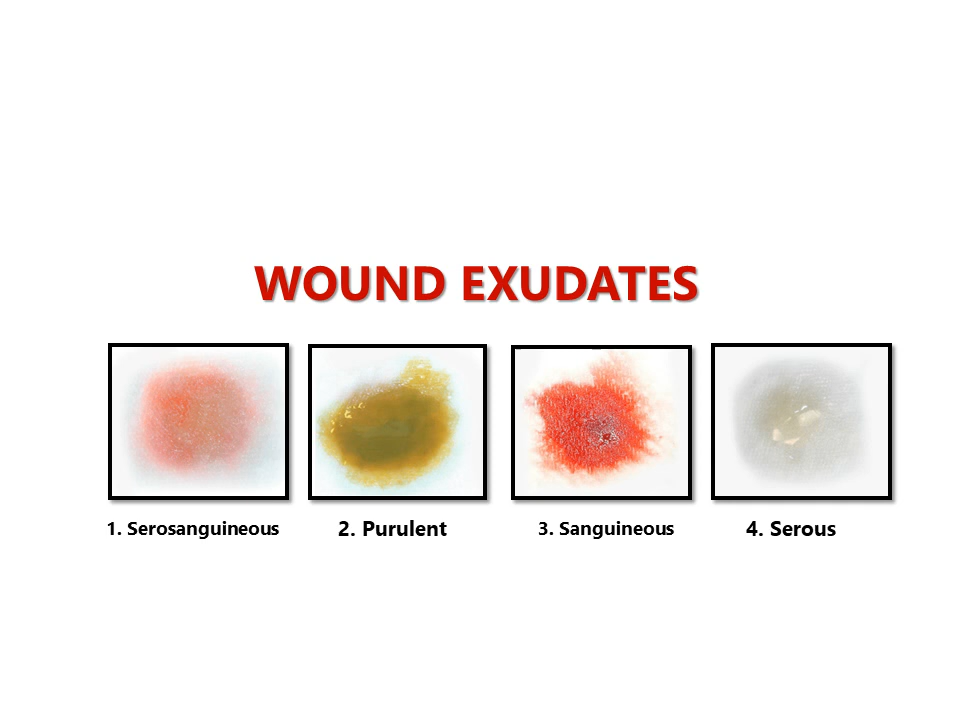 WOUND EXUDATES
1. Serosanguineous
2. Purulent
3. Sanguineous
4. Serous